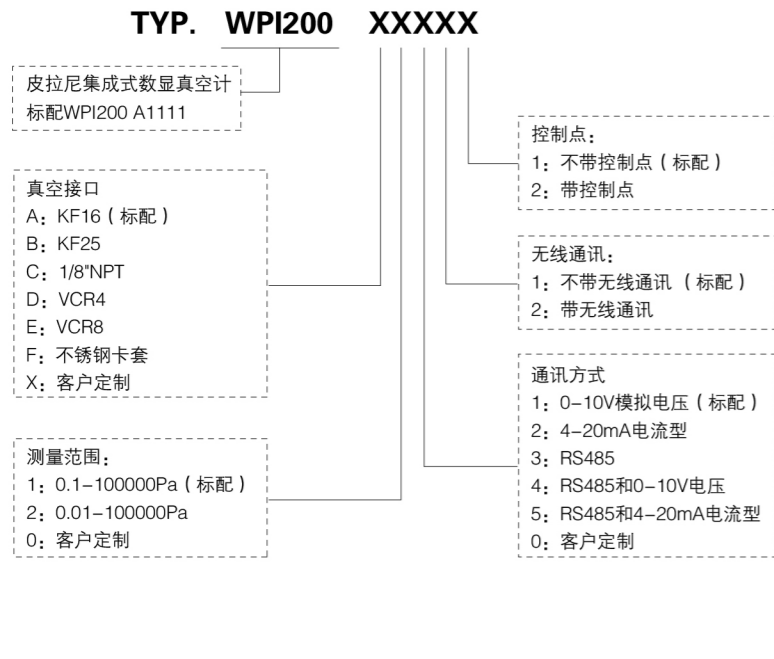 TYP. WPI200 XXXXX
皮拉尼集成式数显真空计
标配WPI200 A1111
真空接口
A：KF16（标配）
B：KF25
C：1/8"NPT
D：VCR4
E：VCR8
F：不锈钢卡套
X：客户定制
测量范围：
1：0.1-100000Pa（标配）
2：0.01-100000Pa
0：客户定制
控制点：
1：不带控制点（标配）
2：带控制点
无线通讯：
1：不带无线通讯 （标配）
2：带无线通讯
通讯方式
1：0-10V模拟电压（标配）
2：4-20mA电流型
3：RS485
4：RS485和0-10V电压
5：RS485和4-20mA电流型
0：客户定制